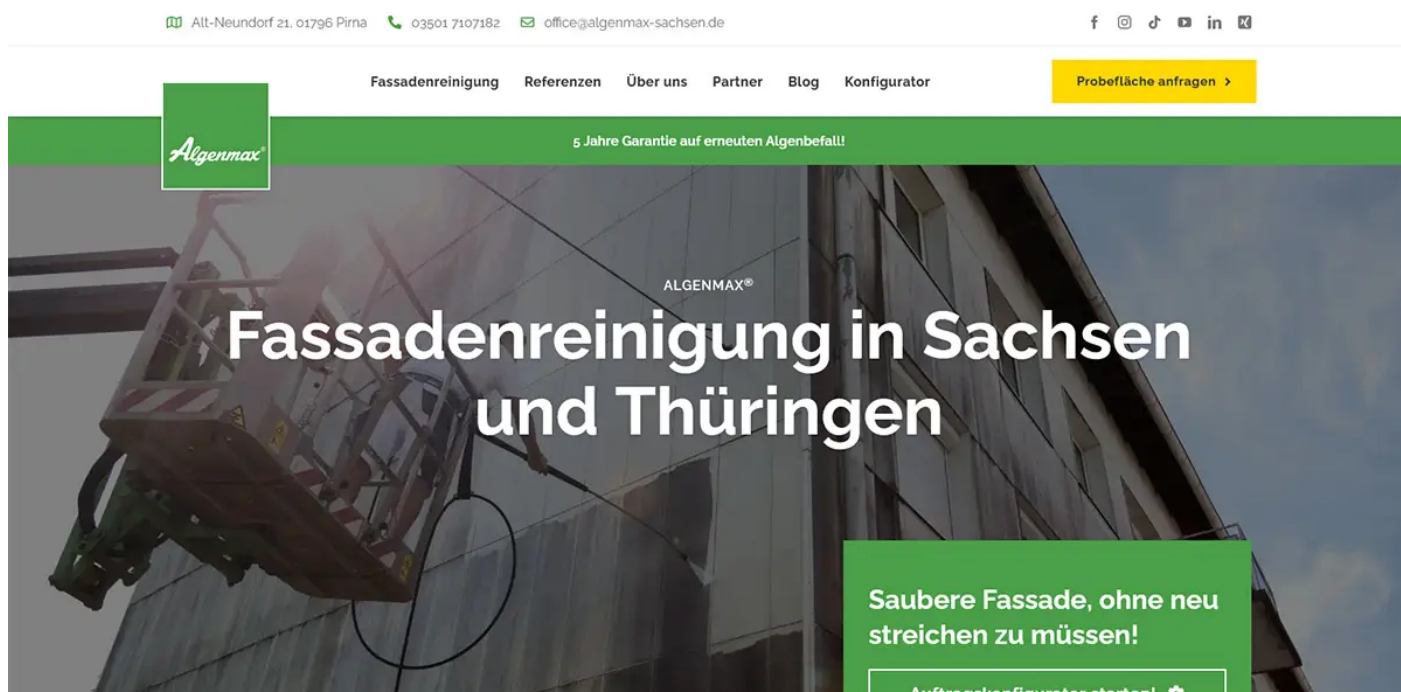 Alt-Neundorf 21, 01796 Pirna 03501 7107182 office@algenmax-sachsen.de
Fassadenreinigung Referenzen Über uns Partner Blog Konfigurator Probefläche anfragen
Algenmax®
5 Jahre Garantie auf erneuten Algenbefall!
ALGENMAX®
Fassadenreinigung in Sachsen
und Thüringen
Saubere Fassade, ohne neu
streichen zu müssen!
Auftragskonfigurator starten!